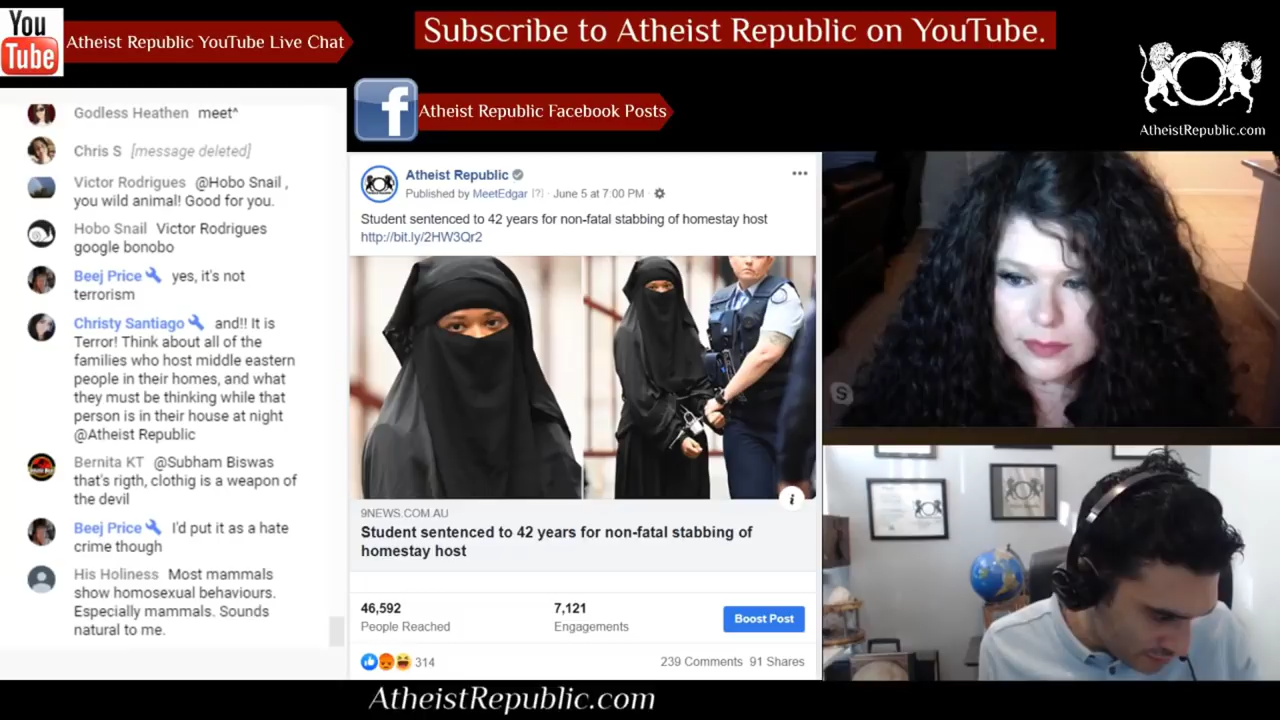 You
Tube
Atheist Republic YouTube Live Chat
Subscribe to Atheist Republic on YouTube.
AtheistRepublic.com
f
Atheist Republic Facebook Posts
Godless Heathen meet^
Chris S [message deleted]
Victor Rodrigues @Hobo Snail ,
you wild animal! Good for you.
Hobo Snail Victor Rodrigues
google bonobo
Beej Price yes, it's not
terrorism
Christy Santiago and!! It is
Terror! Think about all of the
families who host middle eastern
people in their homes, and what
they must be thinking while that
person is in their house at night
@Atheist Republic
Bernita KT @Subham Biswas
that's rigth, clothig is a weapon of
the devil
Beej Price I'd put it as a hate
crime though
His Holiness Most mammals
show homosexual behaviours.
Especially mammals. Sounds
natural to me.
Atheist Republic
Published by MeetEdgar [?] · June 5 at 7:00 PM ·
Student sentenced to 42 years for non-fatal stabbing of homestay host
http://bit.ly/2HW3Qr2
i
9NEWS.COM.AU
Student sentenced to 42 years for non-fatal stabbing of
homestay host
46,592
People Reached
7,121
Engagements
Boost Post
314
239 Comments 91 Shares
S
AtheistRepublic.com